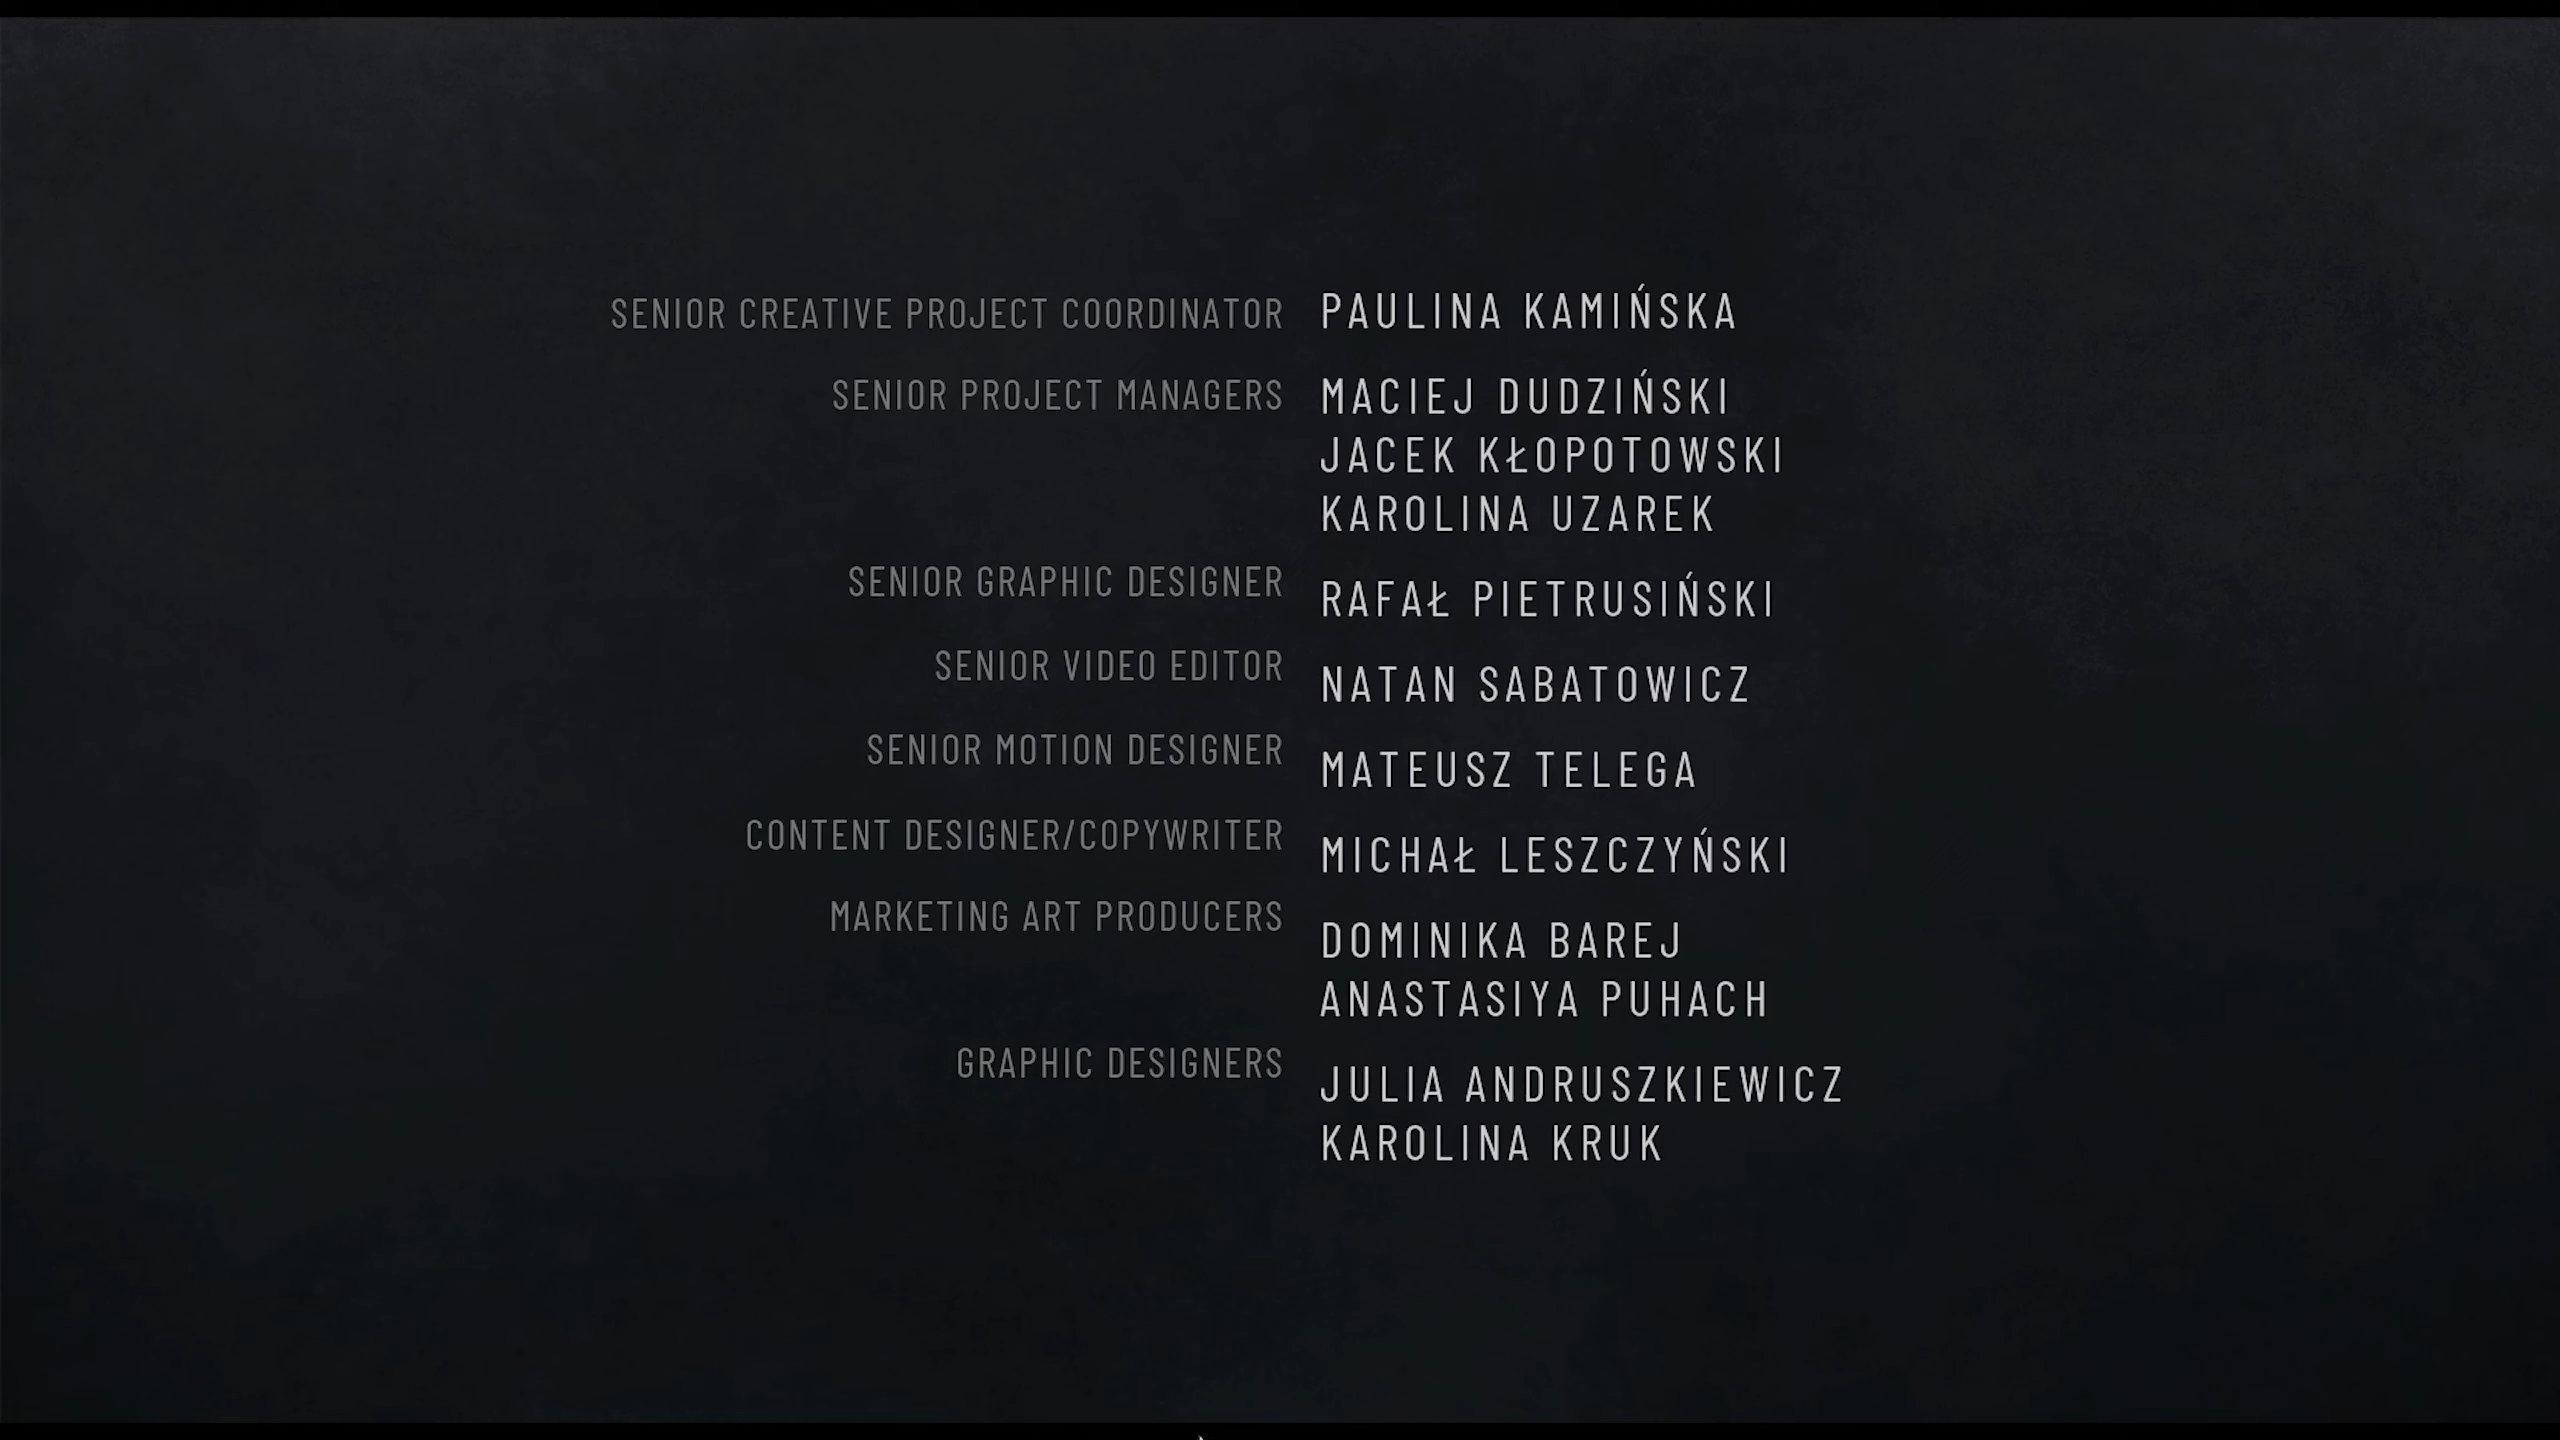 SENIOR CREATIVE PROJECT COORDINATOR PAULINA KAMIŃSKA
SENIOR PROJECT MANAGERS MACIEJ DUDZIŃSKI
JACEK KŁOPOTOWSKI
KAROLINA UZAREK
SENIOR GRAPHIC DESIGNER RAFAŁ PIETRUSIŃSKI
SENIOR VIDEO EDITOR NATAN SABATOWICZ
SENIOR MOTION DESIGNER MATEUSZ TELEGA
CONTENT DESIGNER/COPYWRITER MICHAŁ LESZCZYŃSKI
MARKETING ART PRODUCERS DOMINIKA BAREJ
ANASTASIYA PUHACH
GRAPHIC DESIGNERS JULIA ANDRUSZKIEWICZ
KAROLINA KRUK